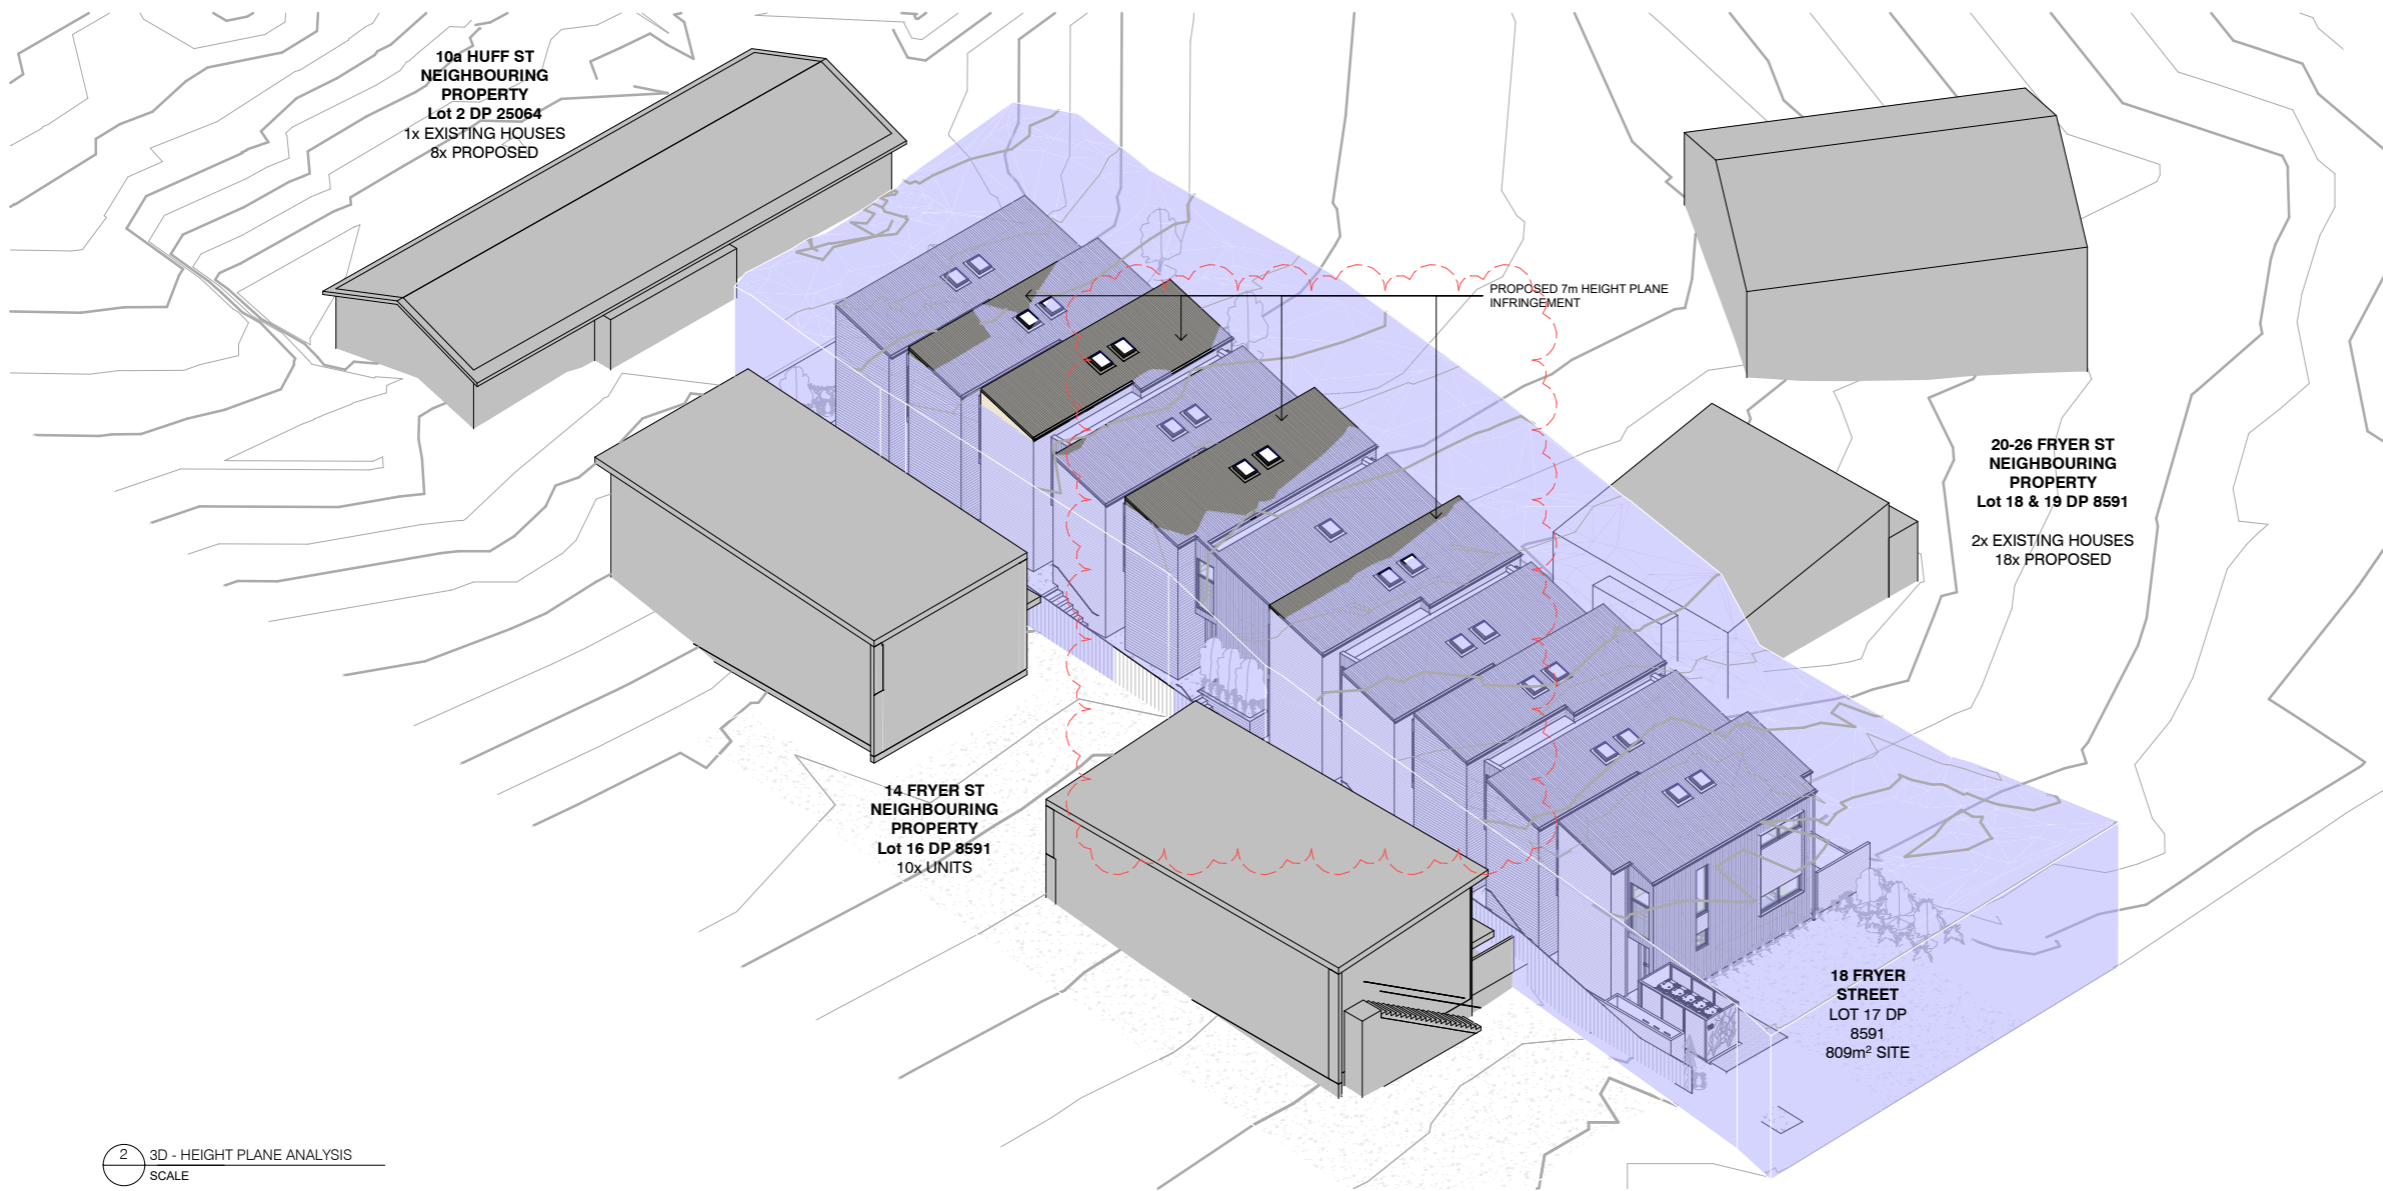 10a HUFF ST
NEIGHBOURING
PROPERTY
Lot 2 DP 25064
1x EXISTING HOUSES
8x PROPOSED
PROPOSED 7m HEIGHT PLANE
INFRINGEMENT
20-26 FRYER ST
NEIGHBOURING
PROPERTY
Lot 18 & 19 DP 8591
2x EXISTING HOUSES
18x PROPOSED
14 FRYER ST
NEIGHBOURING
PROPERTY
Lot 16 DP 8591
10x UNITS
18 FRYER
STREET
LOT 17 DP
8591
809m² SITE
2
3D - HEIGHT PLANE ANALYSIS
SCALE